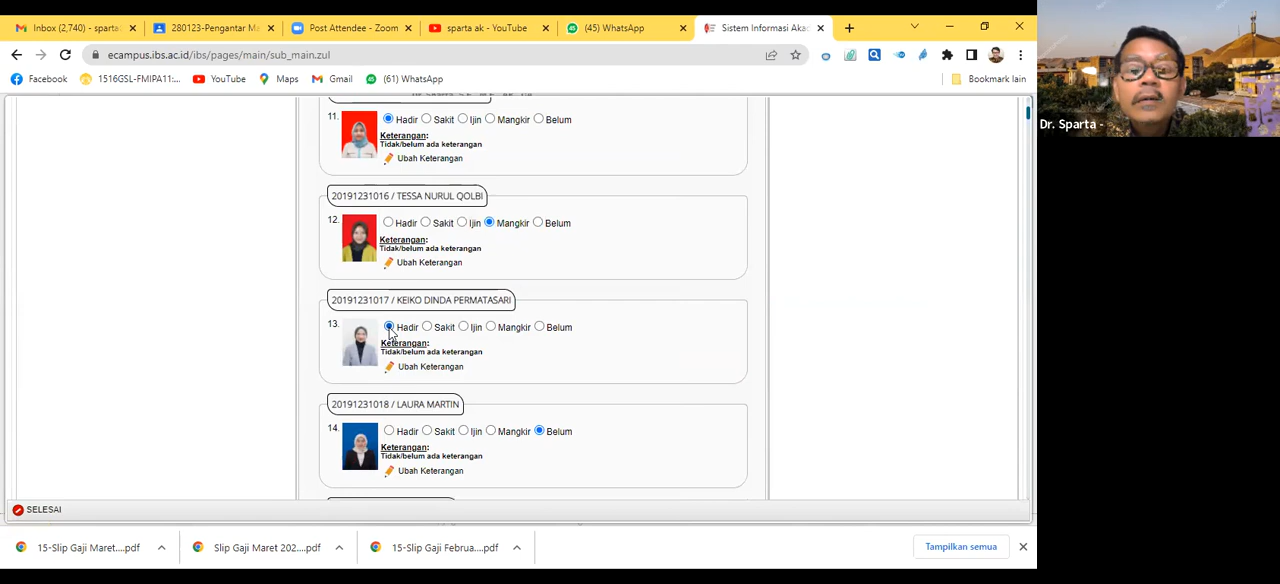 Inbox (2,740) - sparta
280123-Pengantar Ma
Post Attendee - Zoom
sparta ak - YouTube
(45) WhatsApp
Sistem Informasi Aka
ecampus.ibs.ac.id/ibs/pages/main/sub_main.zul
Facebook
1516GSL-FMIPA11:...
YouTube
Maps
Gmail
(61) WhatsApp
Bookmark lain
Dr. Sparta -
11.
Hadir Sakit Ijin Mangkir Belum
Keterangan:
Tidak/belum ada keterangan
Ubah Keterangan
20191231016 / TESSA NURUL QOLBI
12.
Hadir Sakit Ijin Mangkir Belum
Keterangan:
Tidak/belum ada keterangan
Ubah Keterangan
20191231017 / KEIKO DINDA PERMATASARI
13.
Hadir Sakit Ijin Mangkir Belum
Keterangan:
Tidak/belum ada keterangan
Ubah Keterangan
20191231018 / LAURA MARTIN
14.
Hadir Sakit Ijin Mangkir Belum
Keterangan:
Tidak/belum ada keterangan
Ubah Keterangan
SELESAI
15-Slip Gaji Maret....pdf
Slip Gaji Maret 202....pdf
15-Slip Gaji Februa....pdf
Tampilkan semua